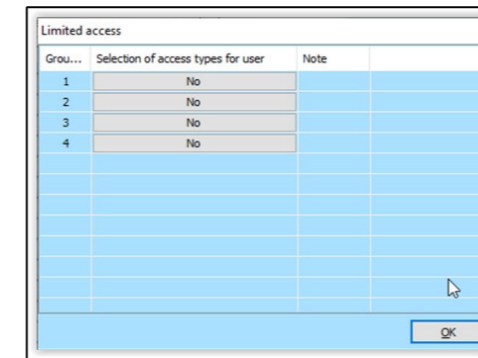 Limited access
Grou... Selection of access types for user Note
1 No
2 No
3 No
4 No
OK